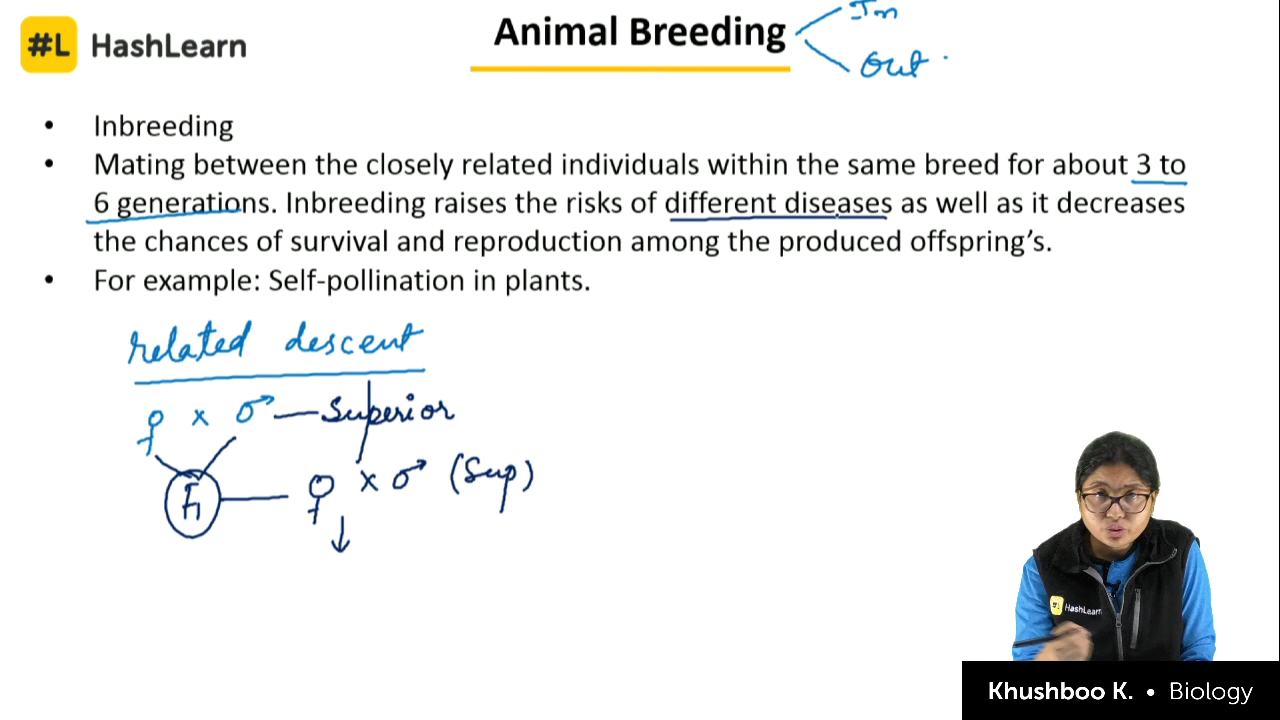 #L HashLearn
Animal Breeding
In
Out
• Inbreeding
• Mating between the closely related individuals within the same breed for about 3 to
6 generations. Inbreeding raises the risks of different diseases as well as it decreases
the chances of survival and reproduction among the produced offspring’s.
• For example: Self-pollination in plants.
related descent
♀ x ♂ — Superior
F₁ — ♀ x ♂ (Sup)
↓
#L HashLearn
Khushboo K. • Biology